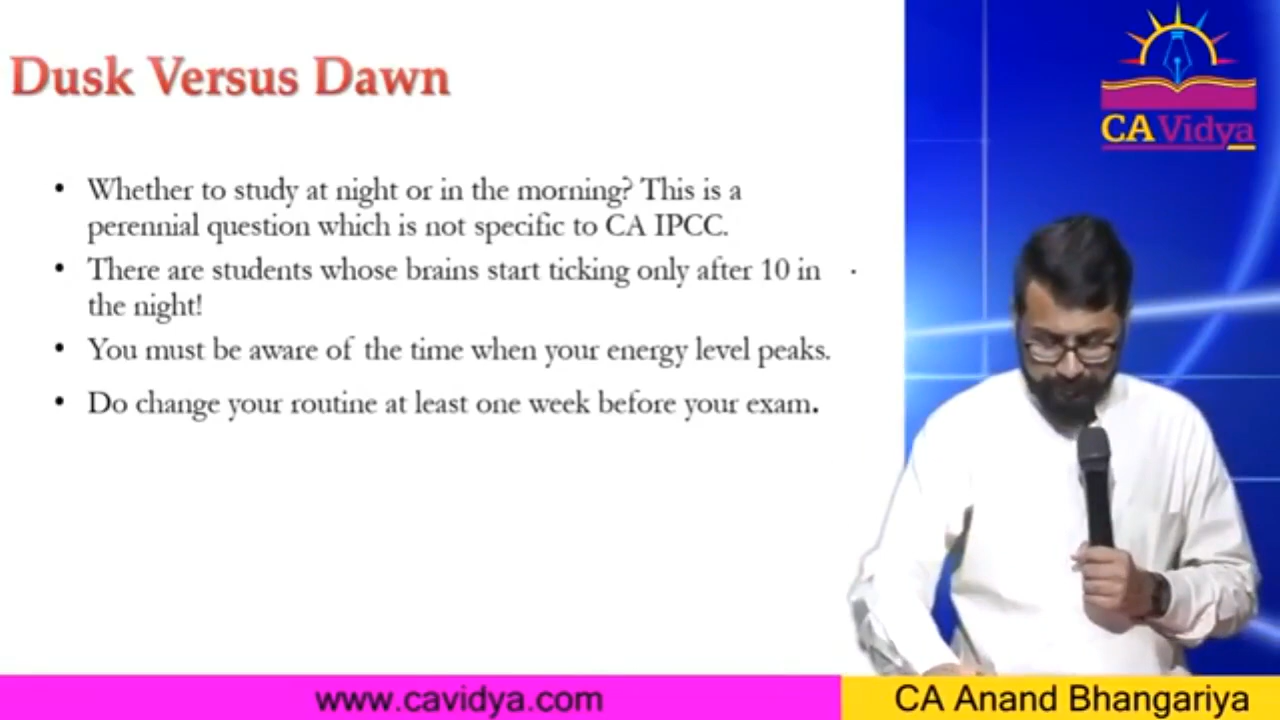 Dusk Versus Dawn
• Whether to study at night or in the morning? This is a
perennial question which is not specific to CA IPCC.
• There are students whose brains start ticking only after 10 in
the night!
• You must be aware of the time when your energy level peaks.
• Do change your routine at least one week before your exam.
CA Vidya
www.cavidya.com
CA Anand Bhangariya